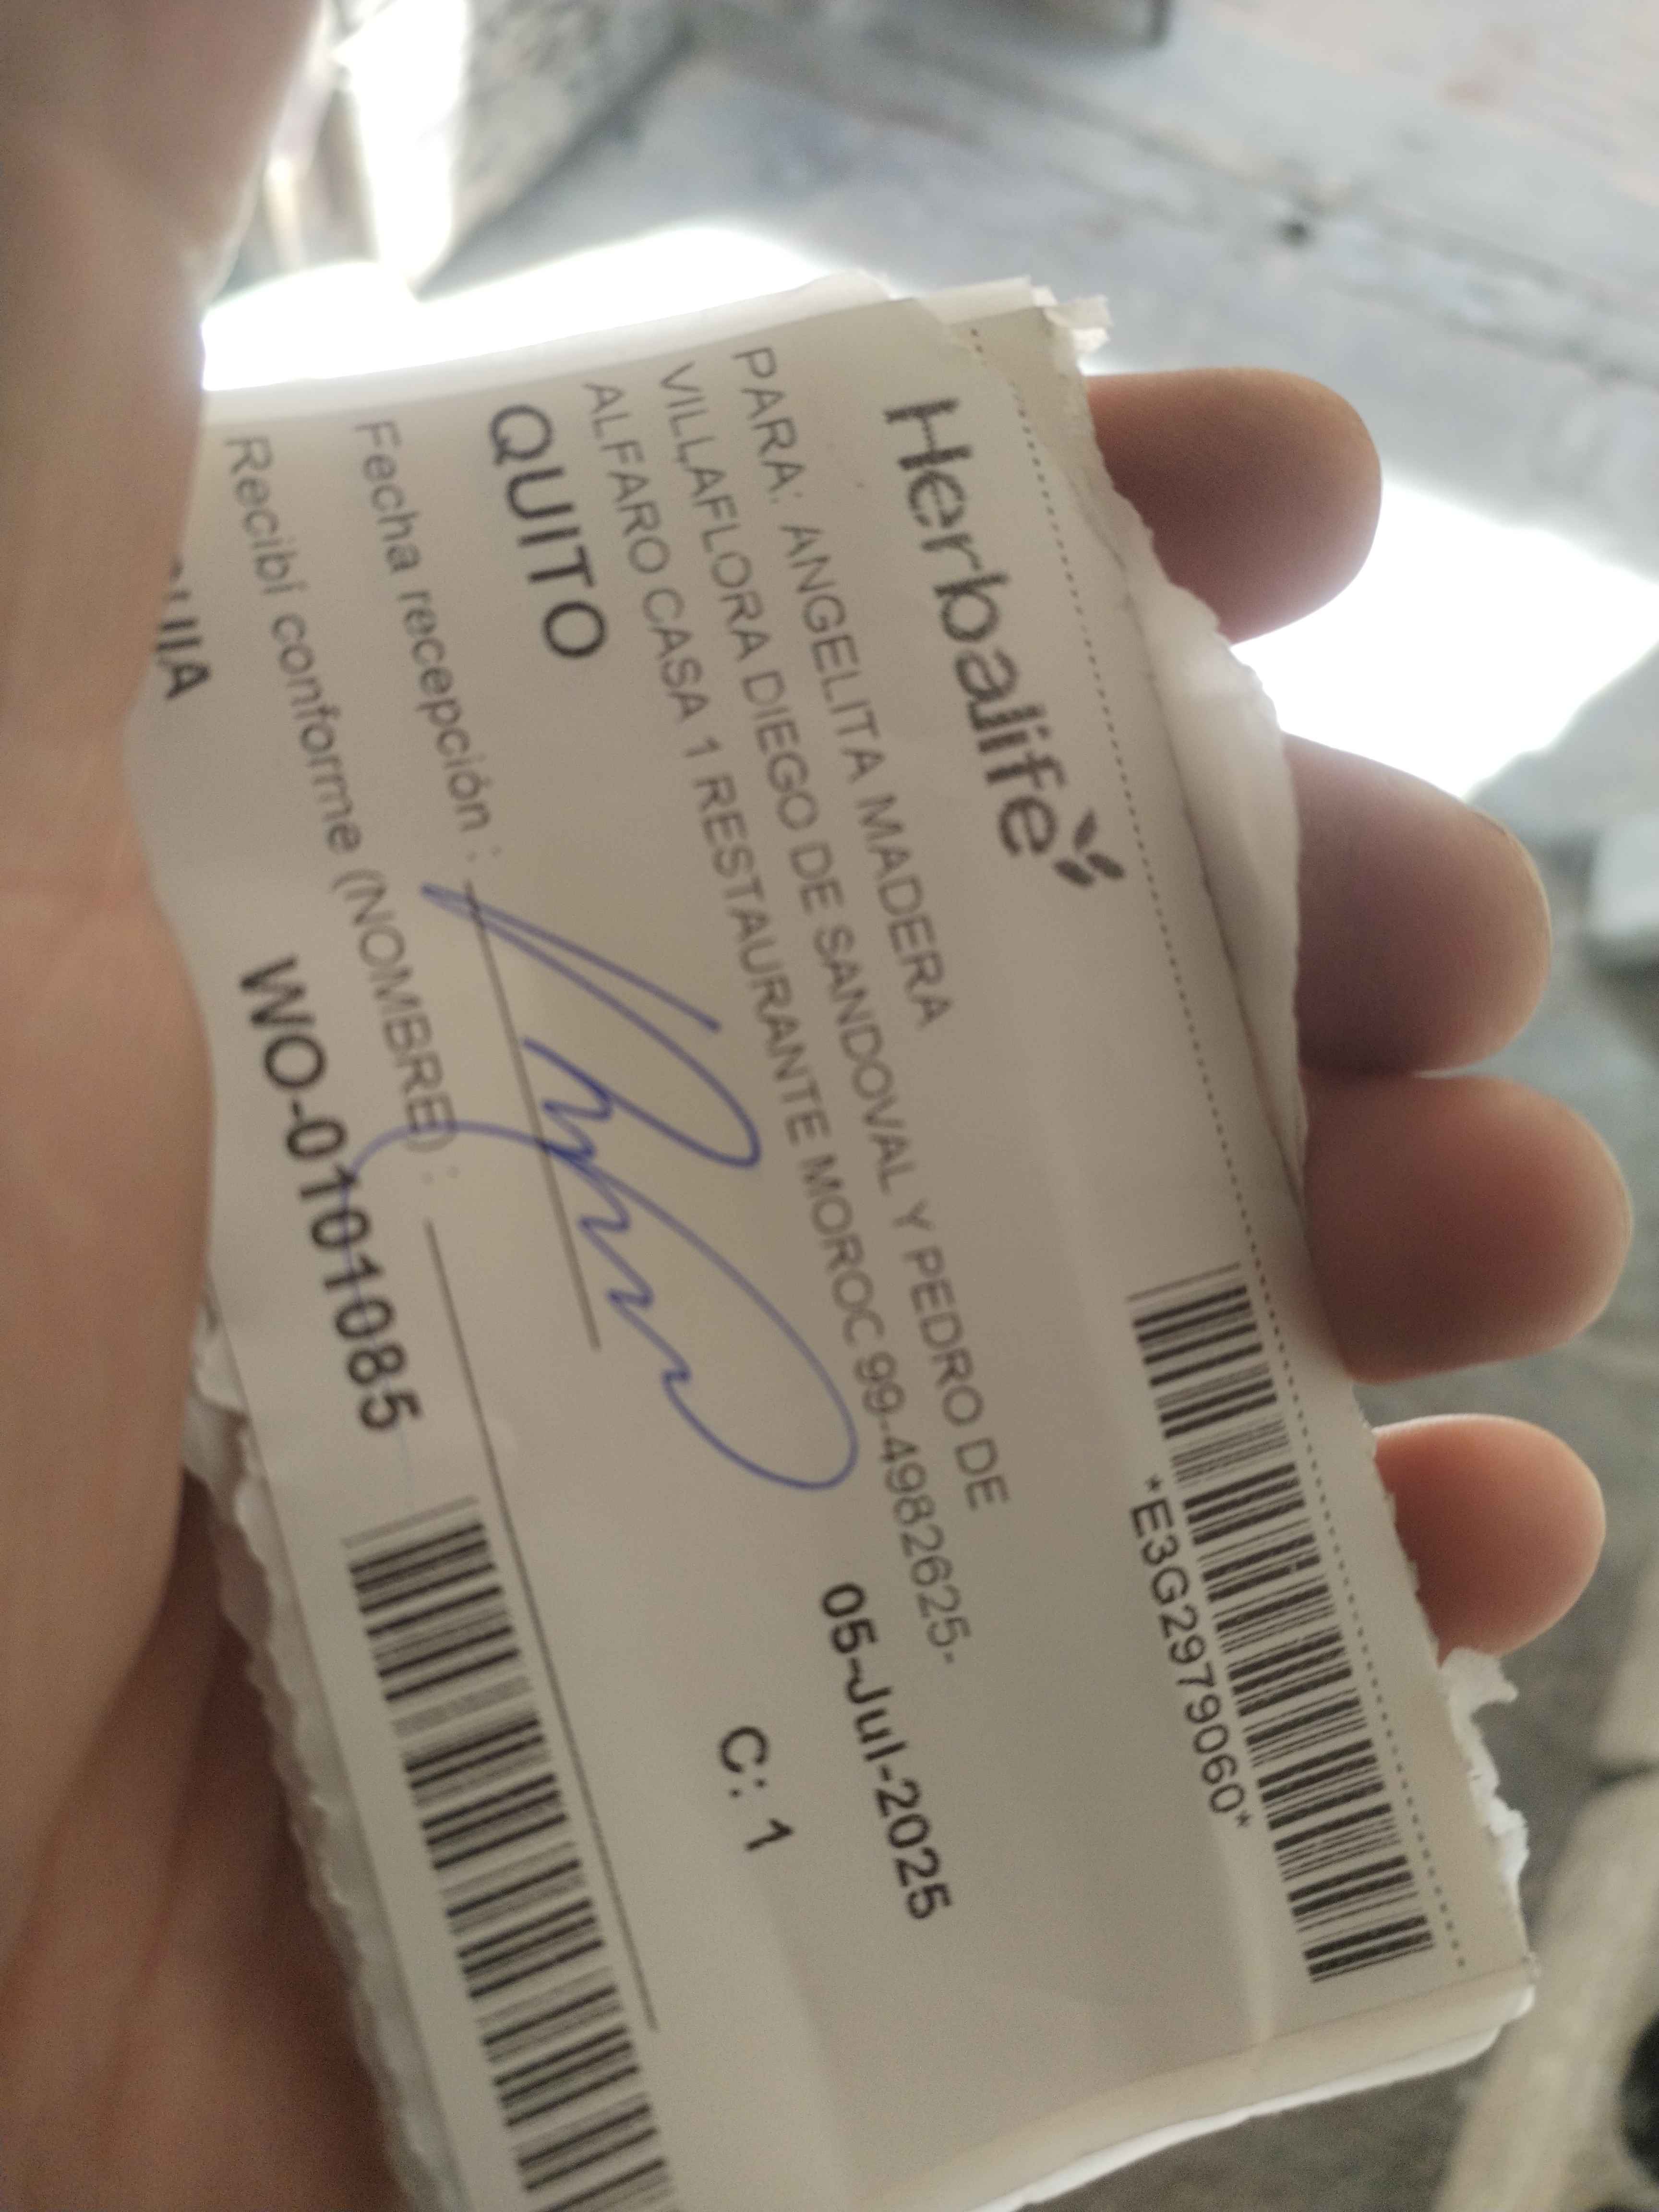 Herbalife
*E3G2979060*
PARA: ANGELITA MADERA
VILLAFLORA DIEGO DE SANDOVAL Y PEDRO DE
ALFARO CASA 1 RESTAURANTE MOROC 99-4982625-
05-Jul-2025
QUITO
C: 1
Fecha recepción :
Recibí conforme (NOMBRE) :
WO-0101085